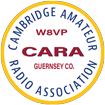 CAMBRIDGE AMATEUR
W8VP
CARA
GUERNSEY CO.
RADIO ASSOCIATION